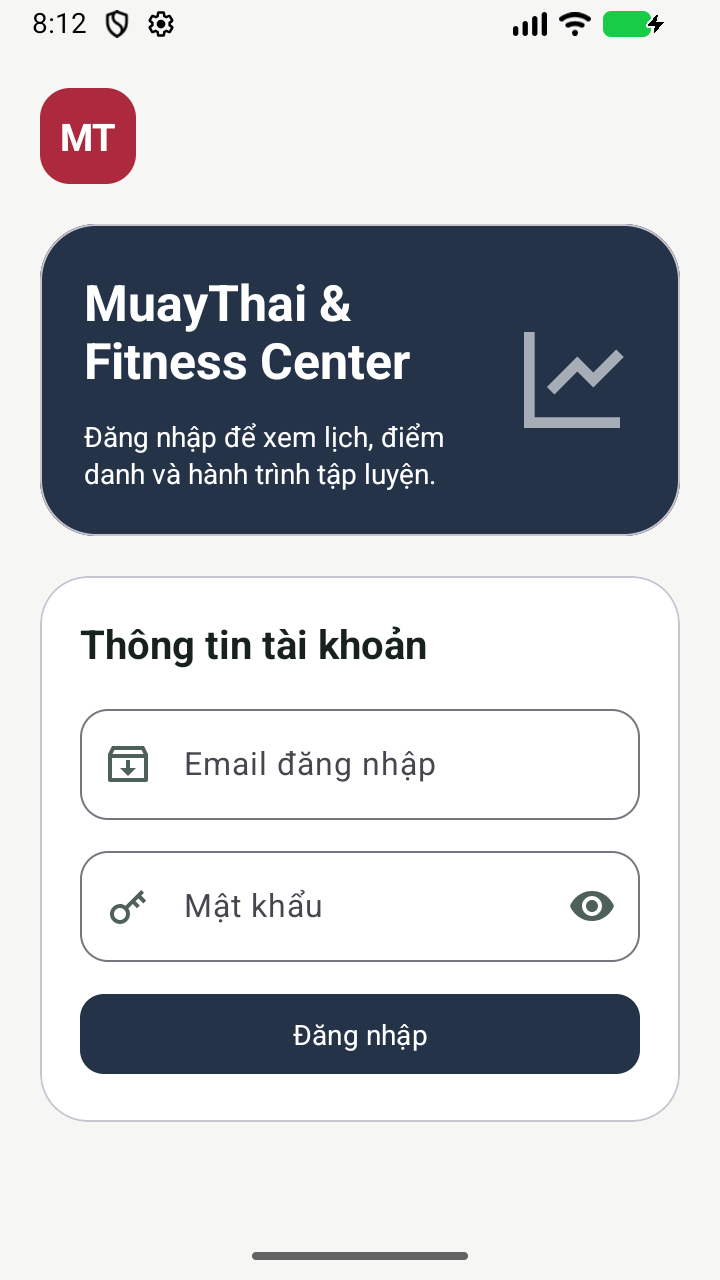 8:12
MT
MuayThai &
Fitness Center
Đăng nhập để xem lịch, điểm
danh và hành trình tập luyện.
Thông tin tài khoản
Email đăng nhập
Mật khẩu
Đăng nhập